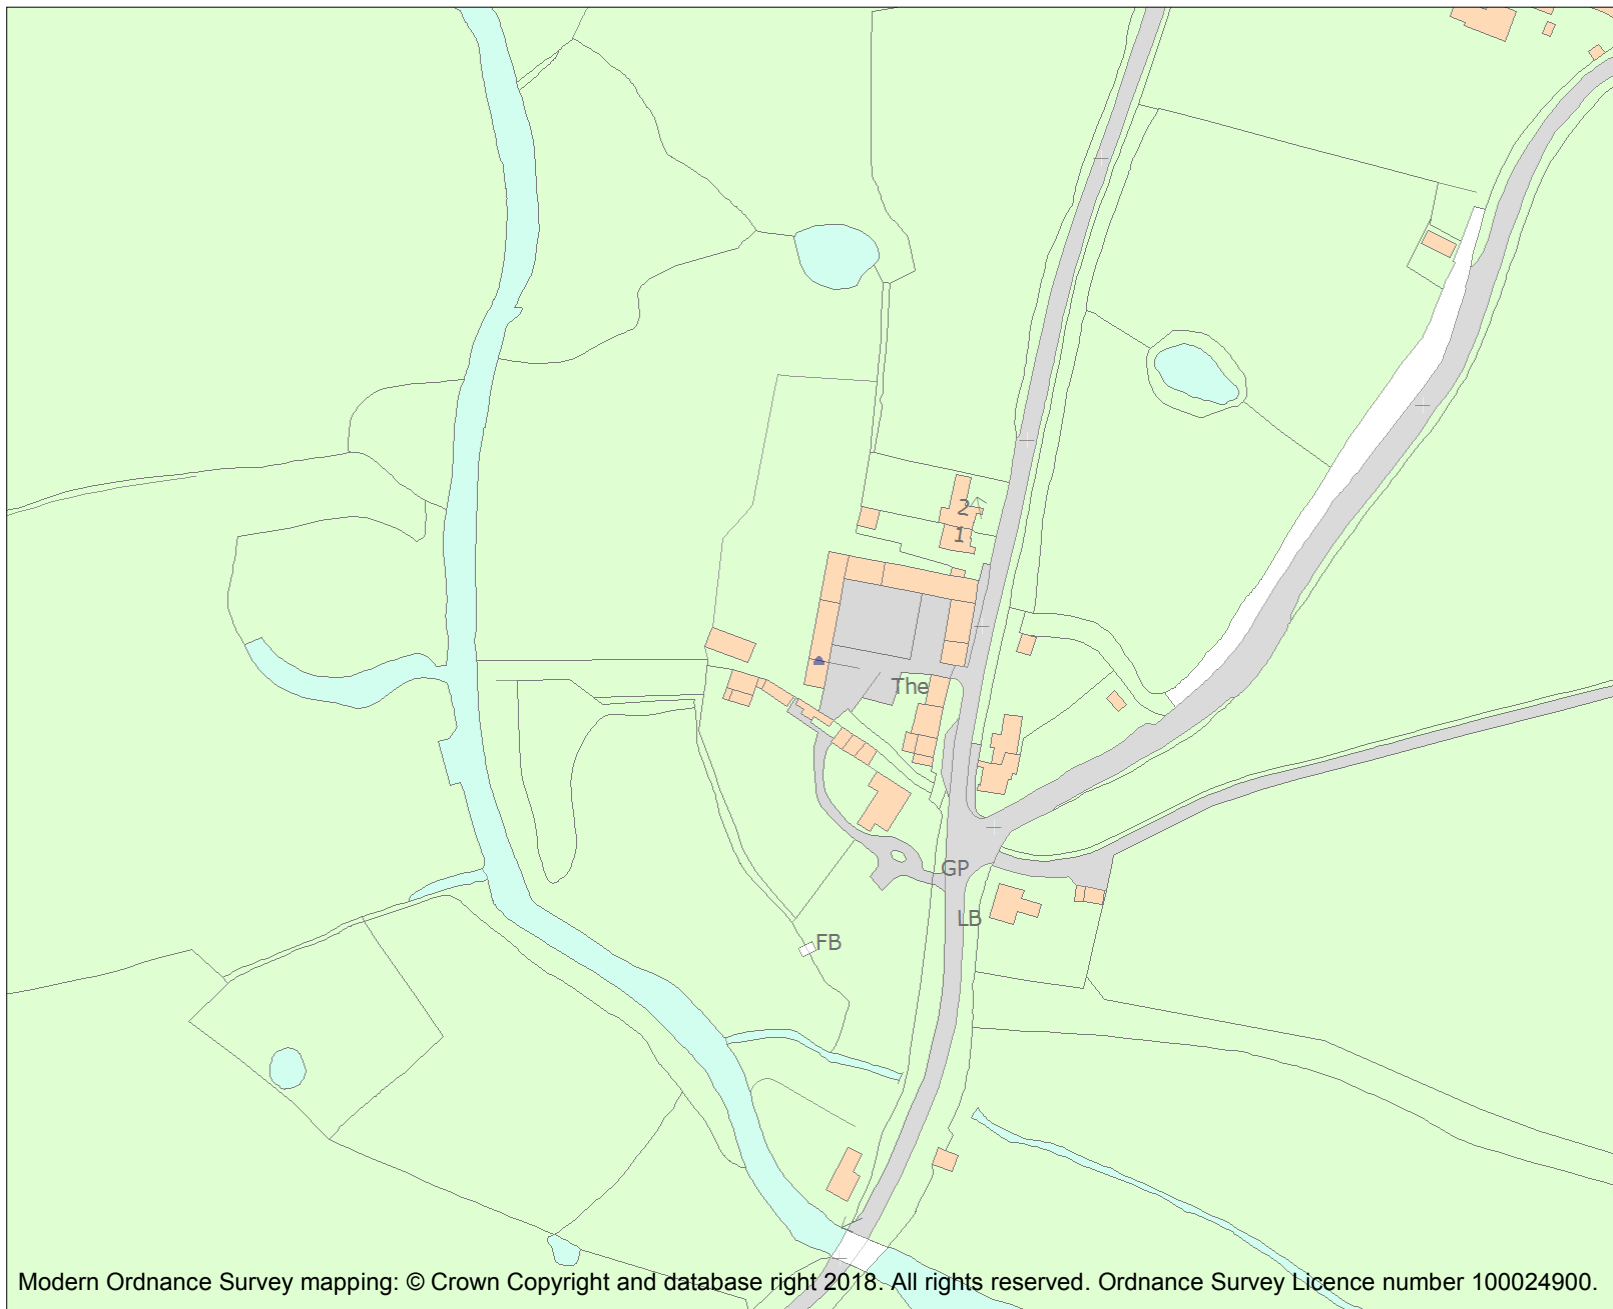 2
1
The
GP
LB
FB
Modern Ordnance Survey mapping: © Crown Copyright and database right 2018. All rights reserved. Ordnance Survey Licence number 100024900.